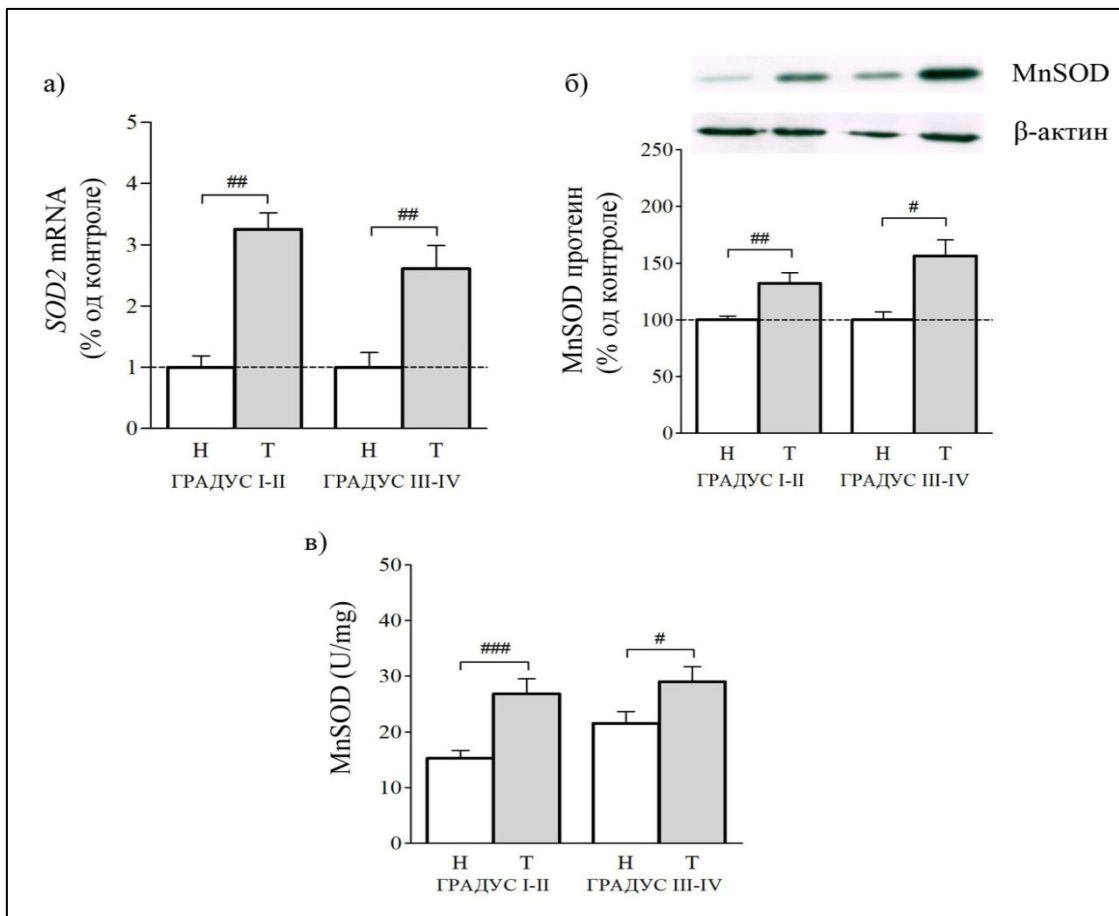 а)
SOD2 mRNA
(% од контроле)
5
4
3
2
1
0
##
##
Н Т Н Т
ГРАДУС I-II ГРАДУС III-IV
б)
MnSOD
β-актин
MnSOD протеин
(% од контроле)
250
200
150
100
50
0
##
#
Н Т Н Т
ГРАДУС I-II ГРАДУС III-IV
в)
MnSOD (U/mg)
50
40
30
20
10
0
###
#
Н Т Н Т
ГРАДУС I-II ГРАДУС III-IV